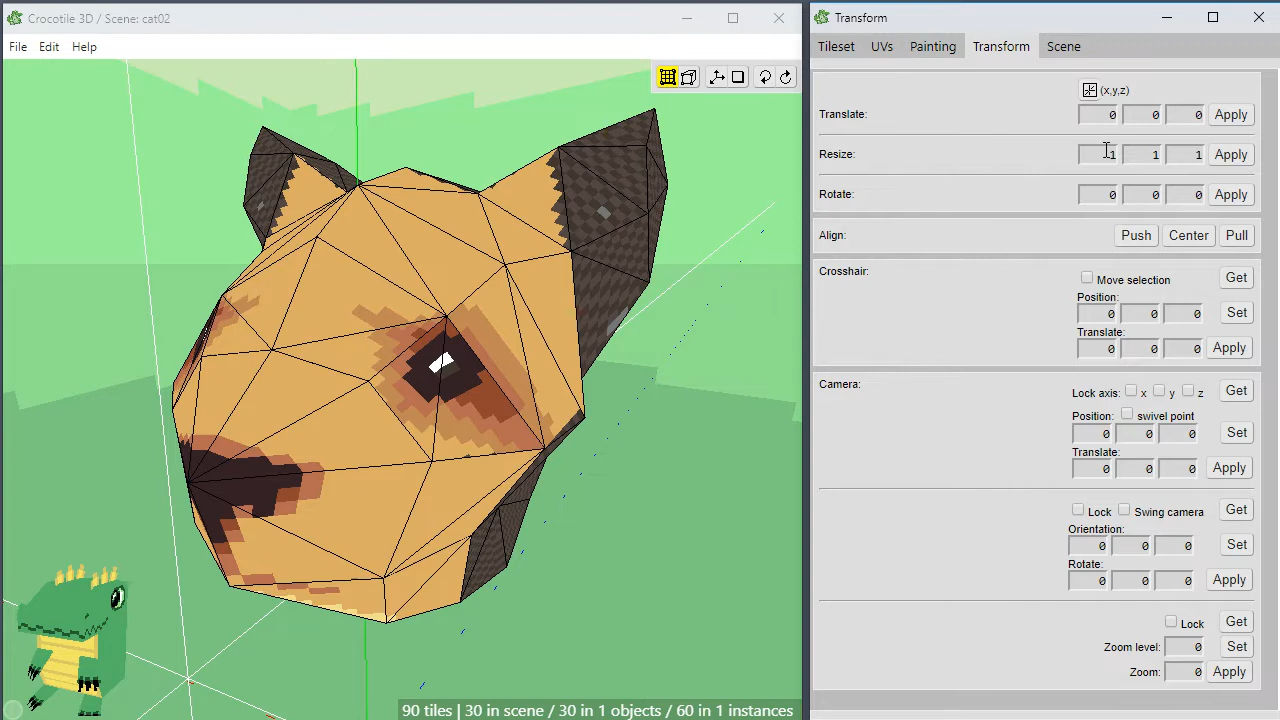 Crocotile 3D / Scene: cat02
File Edit Help
90 tiles | 30 in scene / 30 in 1 objects / 60 in 1 instances
Transform
Tileset UVs Painting Transform Scene
(x,y,z)
Translate: 0 0 0 Apply
Resize: 1 1 1 Apply
Rotate: 0 0 0 Apply
Align: Push Center Pull
Crosshair: Move selection Get
Position:
0 0 0 Set
Translate:
0 0 0 Apply
Camera: Lock axis: x y z Get
Position: swivel point
0 0 0 Set
Translate:
0 0 0 Apply
Lock Swing camera Get
Orientation:
0 0 0 Set
Rotate:
0 0 0 Apply
Lock Get
Zoom level: 0 Set
Zoom: 0 Apply